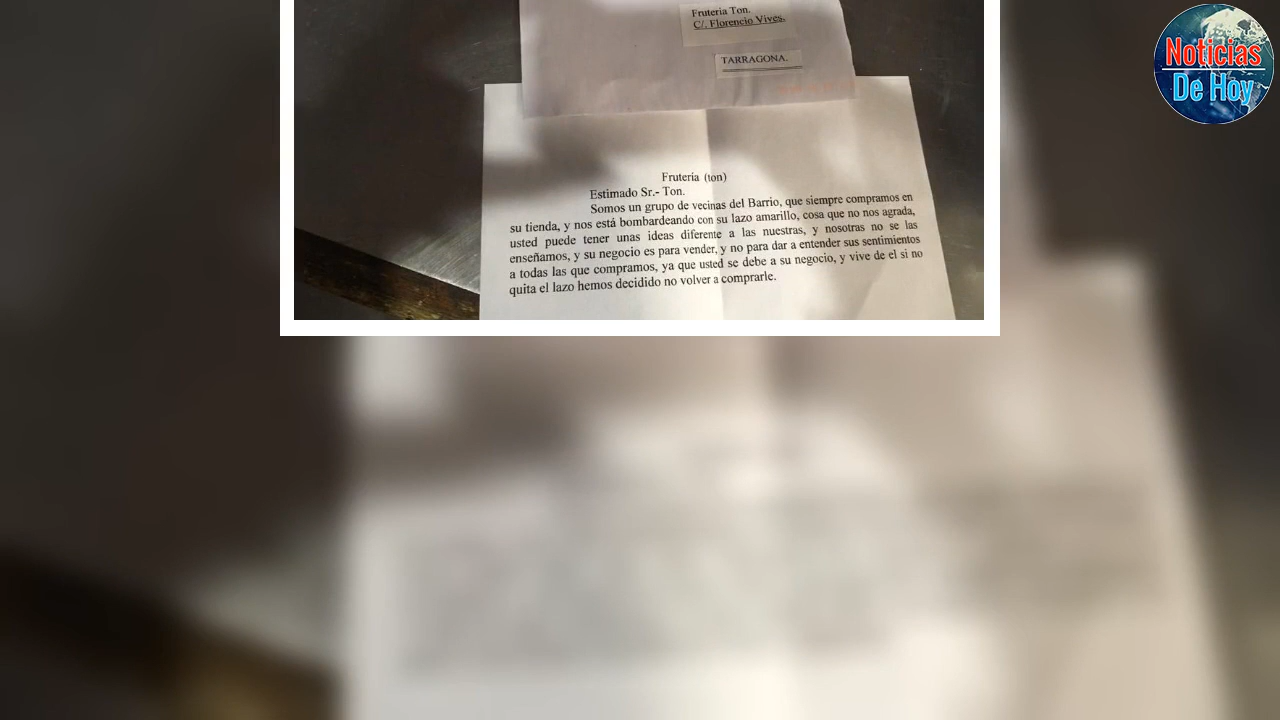 Fruteria Ton.
C/. Florencio Vives.
TARRAGONA.
Fruteria (ton)
Estimado Sr.- Ton.
Somos un grupo de vecinas del Barrio, que siempre compramos en
su tienda, y nos está bombardeando con su lazo amarillo, cosa que no nos agrada,
usted puede tener unas ideas diferente a las nuestras, y nosotras no se las
enseñamos, y su negocio es para vender, y no para dar a entender sus sentimientos
a todas las que compramos, ya que usted se debe a su negocio, y vive de el si no
quita el lazo hemos decidido no volver a comprarle.
Noticias
De Hoy